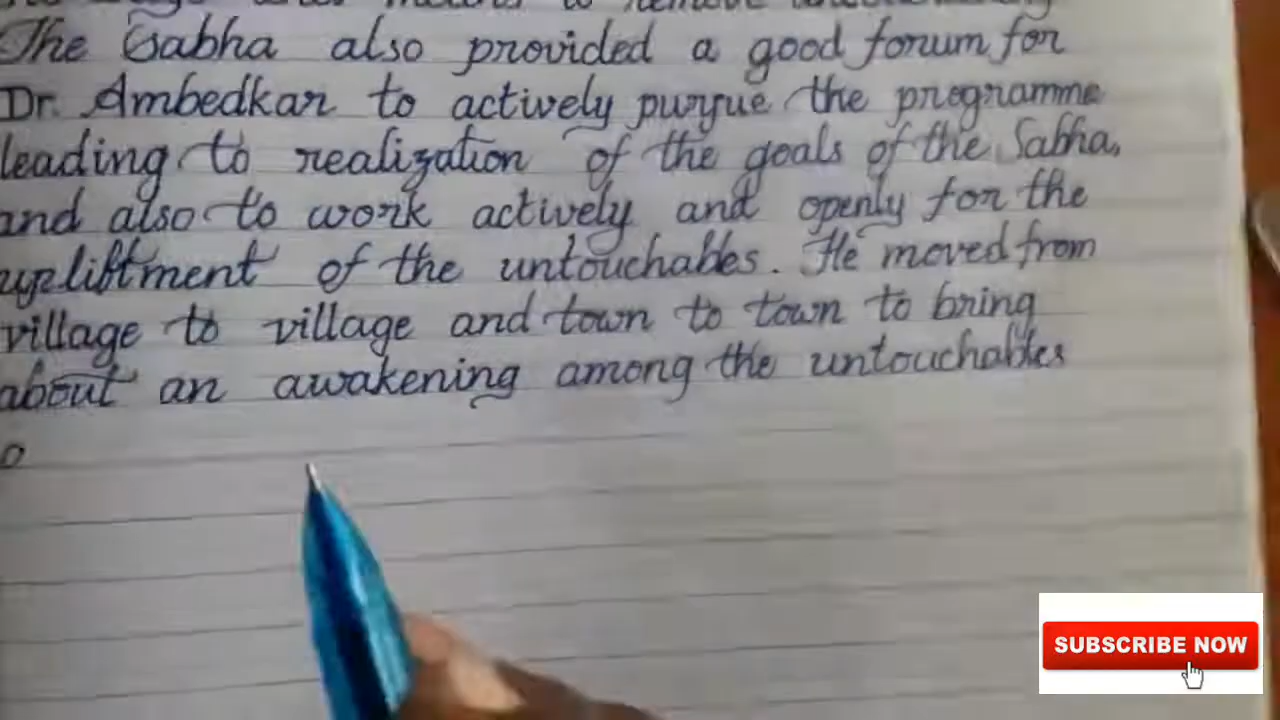 to remove
The Sabha also provided a good forum for
Dr. Ambedkar to actively pursue the programme
leading to realization of the goals of the Sabha,
and also to work actively and openly for the
upliftment of the untouchables. He moved from
village to village and town to town to bring
about an awakening among the untouchables
o
SUBSCRIBE NOW